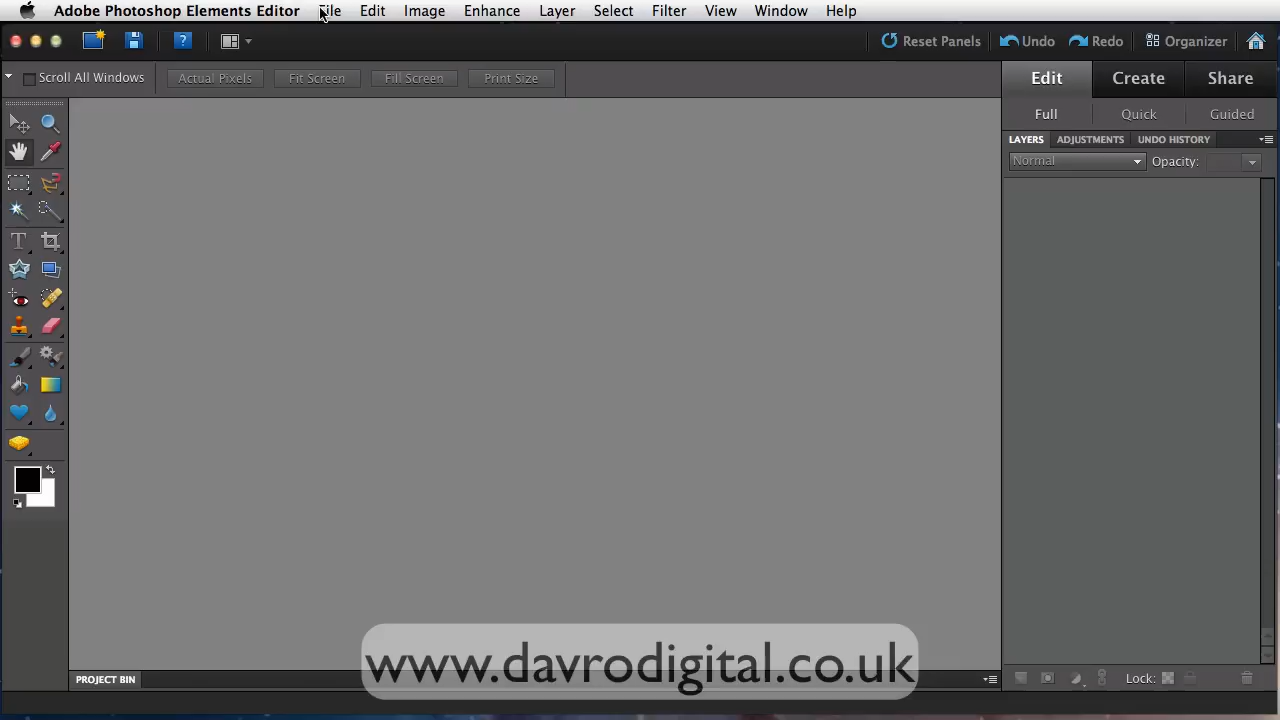 Adobe Photoshop Elements Editor File Edit Image Enhance Layer Select Filter View Window Help
Reset Panels Undo Redo Organizer
Scroll All Windows Actual Pixels Fit Screen Fill Screen Print Size
Edit Create Share
Full Quick Guided
LAYERS ADJUSTMENTS UNDO HISTORY
Normal Opacity:
T
www.davrodigital.co.uk
PROJECT BIN
Lock: